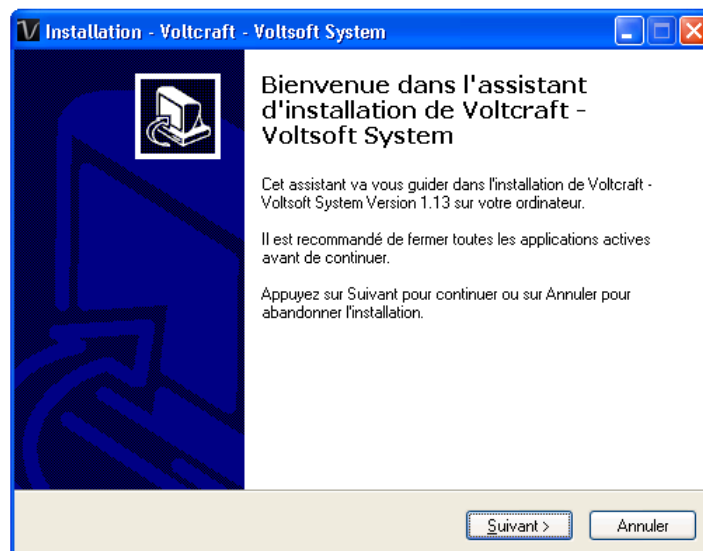 Installation - Voltcraft - Voltsoft System
Bienvenue dans l'assistant
d'installation de Voltcraft -
Voltsoft System
Cet assistant va vous guider dans l'installation de Voltcraft -
Voltsoft System Version 1.13 sur votre ordinateur.
Il est recommandé de fermer toutes les applications actives
avant de continuer.
Appuyez sur Suivant pour continuer ou sur Annuler pour
abandonner l'installation.
Suivant >
Annuler